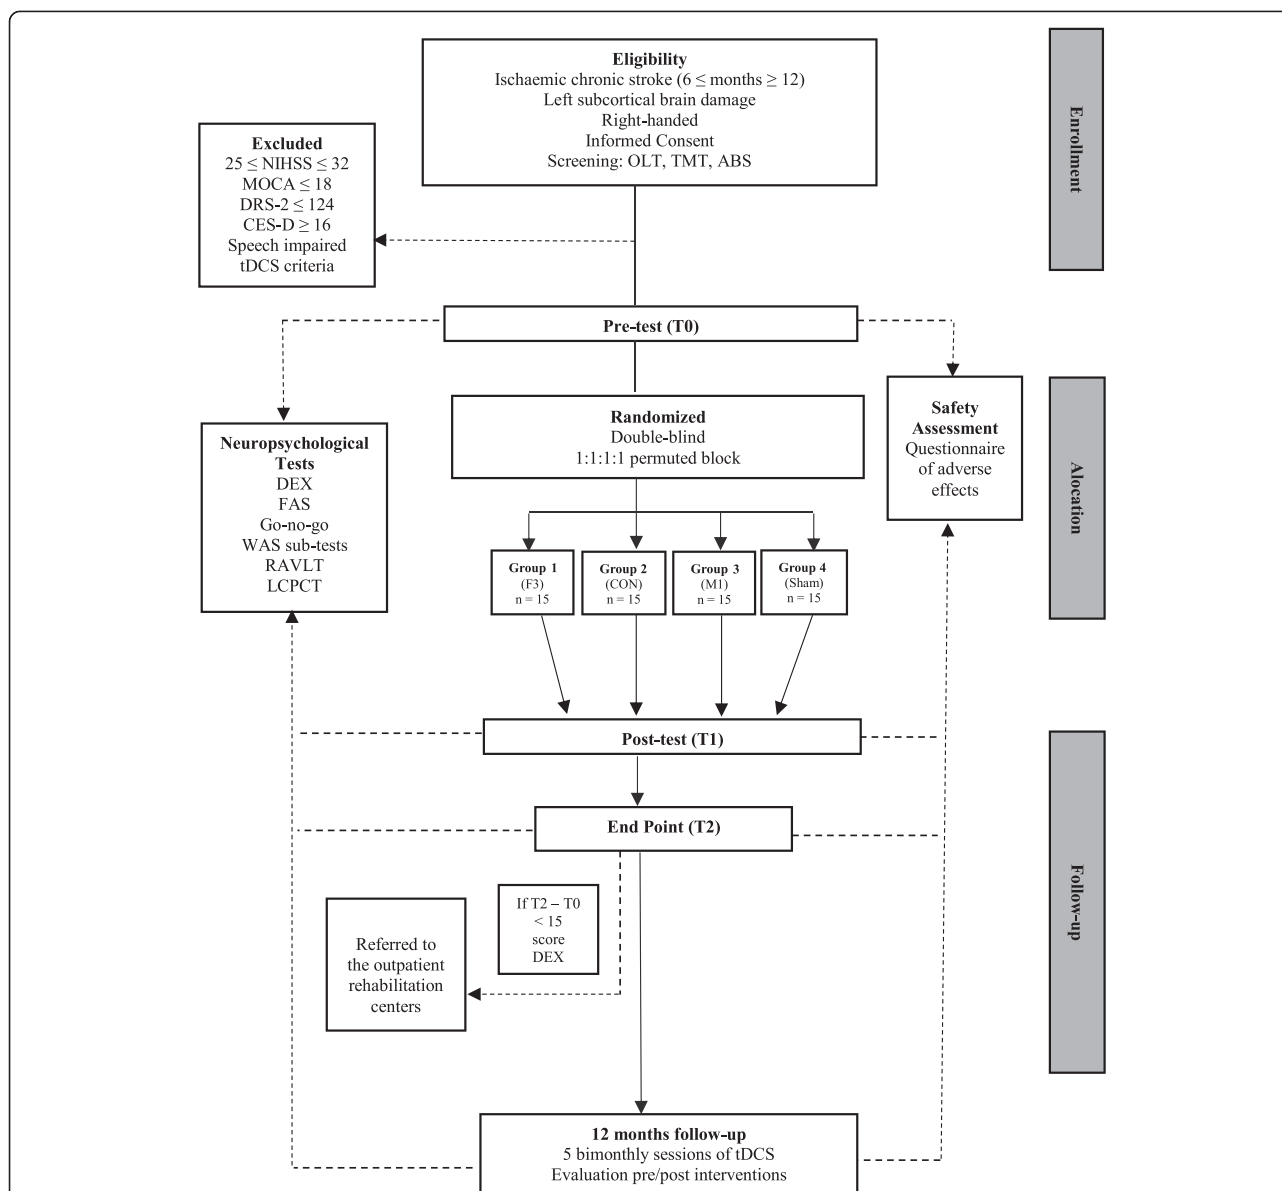 Eligibility
Ischaemic chronic stroke (6 ≤ months ≥ 12)
Left subcortical brain damage
Right-handed
Informed Consent
Screening: OLT, TMT, ABS
Enrollment
Excluded
25 ≤ NIHSS ≤ 32
MOCA ≤ 18
DRS-2 ≤ 124
CES-D ≥ 16
Speech impaired
tDCS criteria
Pre-test (T0)
Randomized
Double-blind
1:1:1:1 permuted block
Safety
Assessment
Questionnaire
of adverse
effects
Alocation
Neuropsychological
Tests
DEX
FAS
Go-no-go
WAS sub-tests
RAVLT
LCPCT
Group 1
(F3)
n = 15
Group 2
(CON)
n = 15
Group 3
(M1)
n = 15
Group 4
(Sham)
n = 15
Post-test (T1)
End Point (T2)
Follow-up
If T2 – T0
< 15
score
DEX
Referred to
the outpatient
rehabilitation
centers
12 months follow-up
5 bimonthly sessions of tDCS
Evaluation pre/post interventions